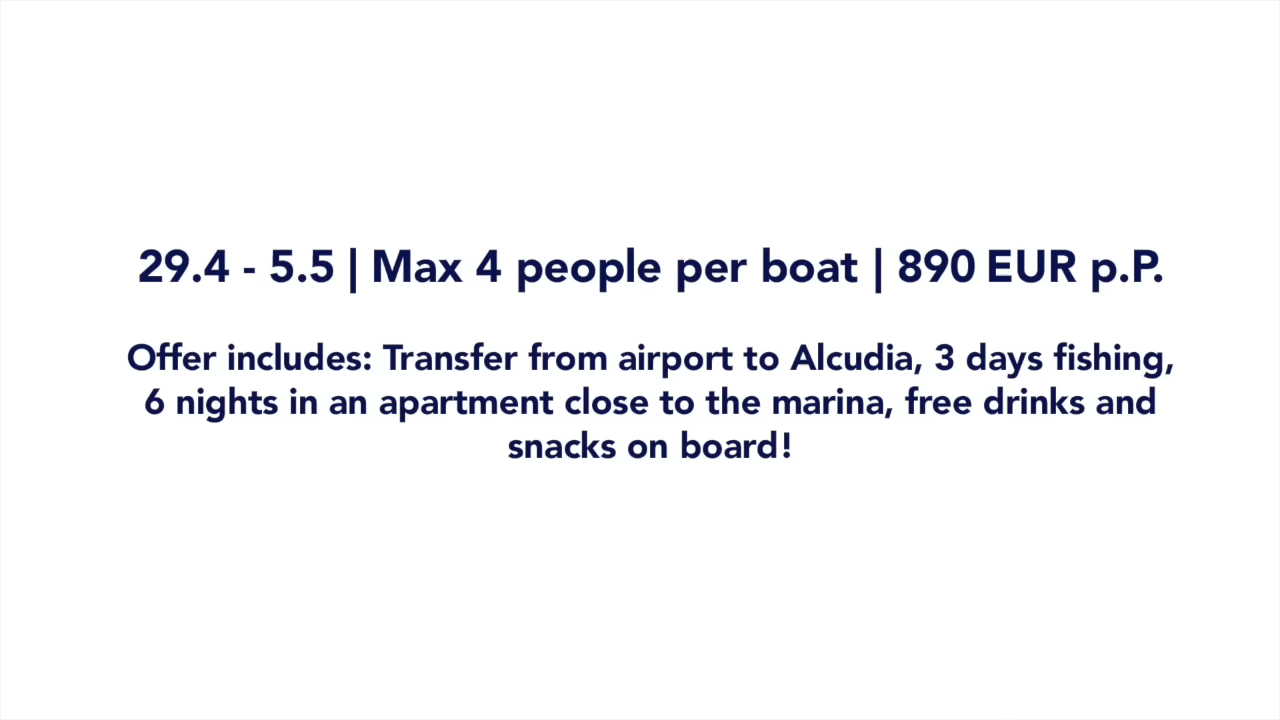 29.4 - 5.5 | Max 4 people per boat | 890 EUR p.P.
Offer includes: Transfer from airport to Alcudia, 3 days fishing,
6 nights in an apartment close to the marina, free drinks and
snacks on board!